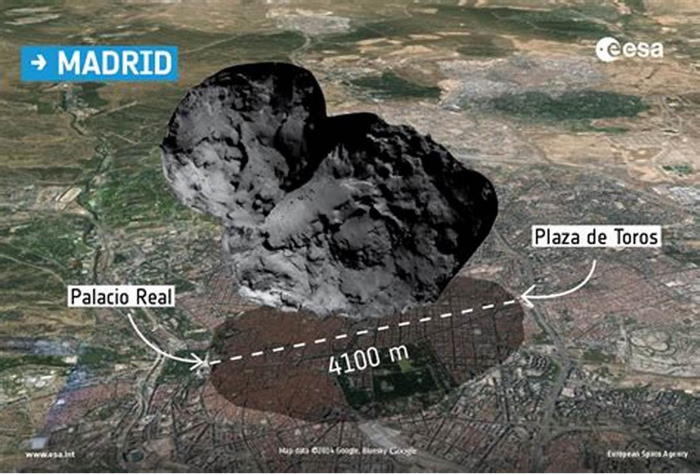 → MADRID
esa
Plaza de Toros
Palacio Real
4100 m
www.esa.int
Map data ©2014 Google, Bluesky Google
European Space Agency